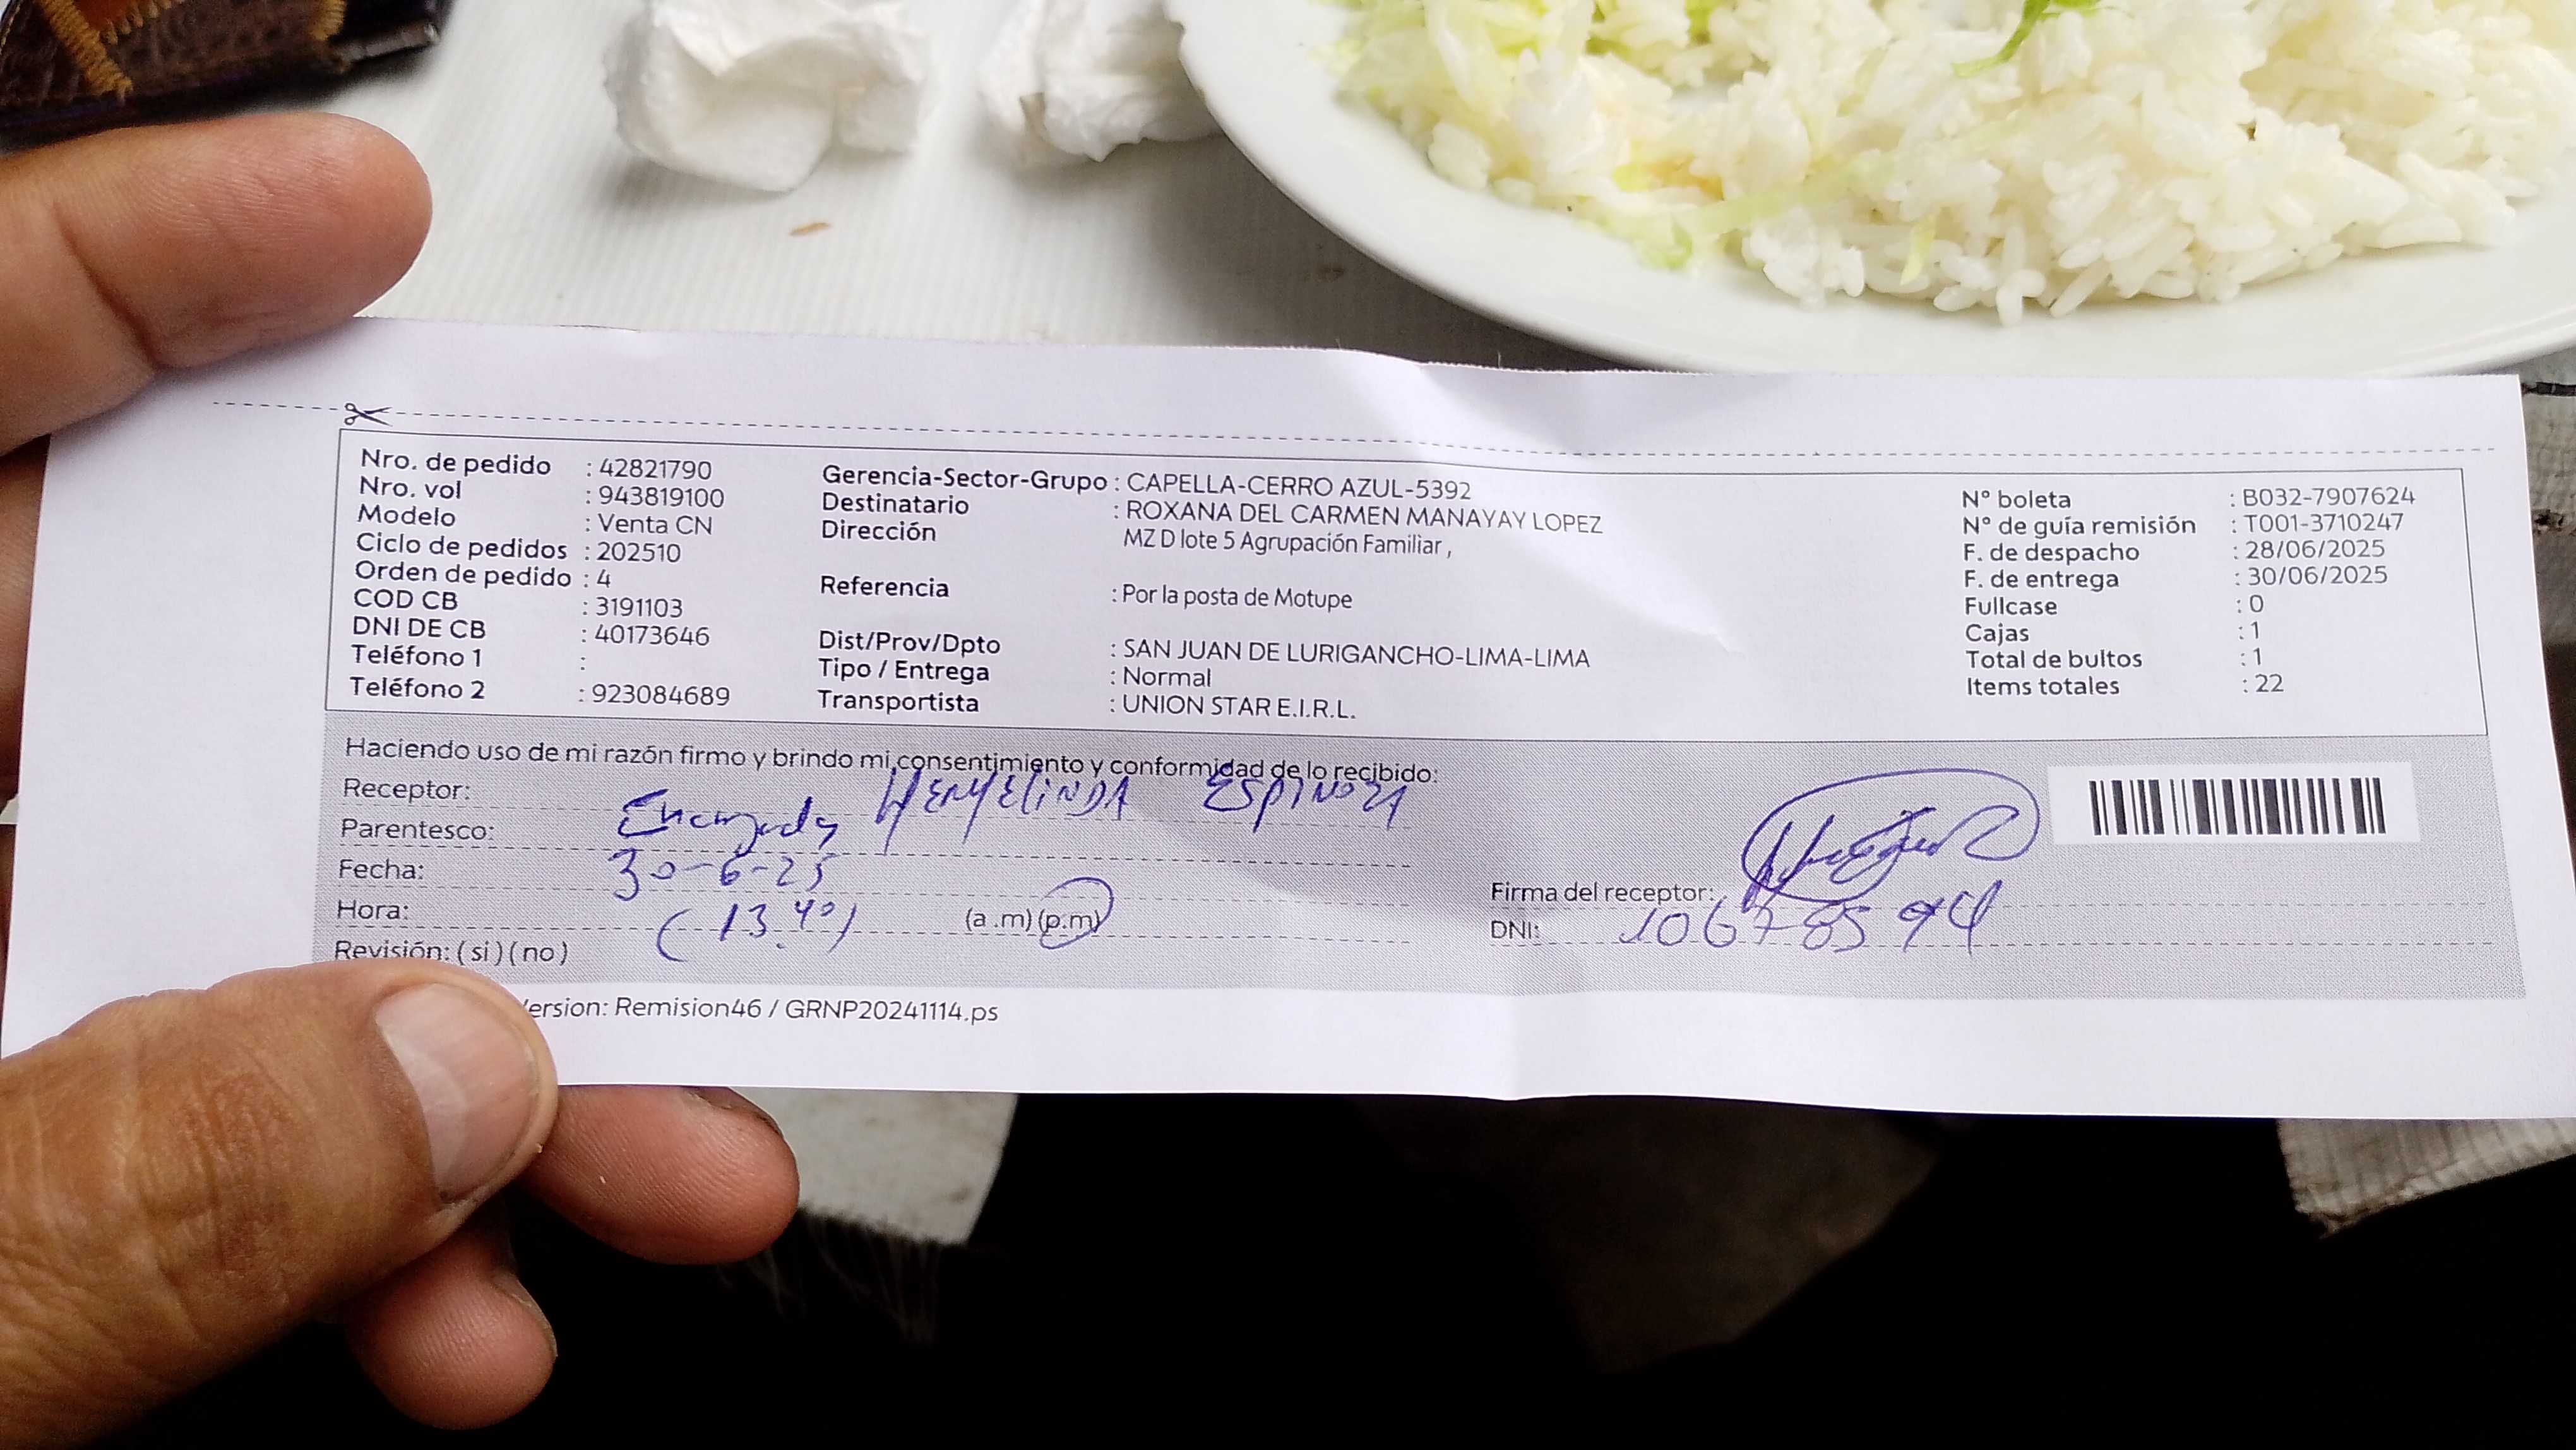 Nro. de pedido : 42821790
Nro. vol : 943819100
Modelo : Venta CN
Ciclo de pedidos : 202510
Orden de pedido : 4
COD CB : 3191103
DNI DE CB : 40173646
Teléfono 1 :
Teléfono 2 : 923084689
Gerencia-Sector-Grupo : CAPELLA-CERRO AZUL-5392
Destinatario : ROXANA DEL CARMEN MANAYAY LOPEZ
Dirección MZ D lote 5 Agrupación Familiar ,
Referencia : Por la posta de Motupe
Dist/Prov/Dpto : SAN JUAN DE LURIGANCHO-LIMA-LIMA
Tipo / Entrega : Normal
Transportista : UNION STAR E.I.R.L.
N° boleta : B032-7907624
N° de guía remisión : T001-3710247
F. de despacho : 28/06/2025
F. de entrega : 30/06/2025
Fullcase : 0
Cajas : 1
Total de bultos : 1
Items totales : 22
Haciendo uso de mi razón firmo y brindo mi consentimiento y conformidad de lo recibido:
Receptor: ESPINOZA
Parentesco:
Fecha: 30-6-25
Hora: (13.40) (a .m) (p.m)
Revisión: ( si ) ( no )
Firma del receptor:
DNI: 10678594
ersion: Remision46 / GRNP20241114.ps